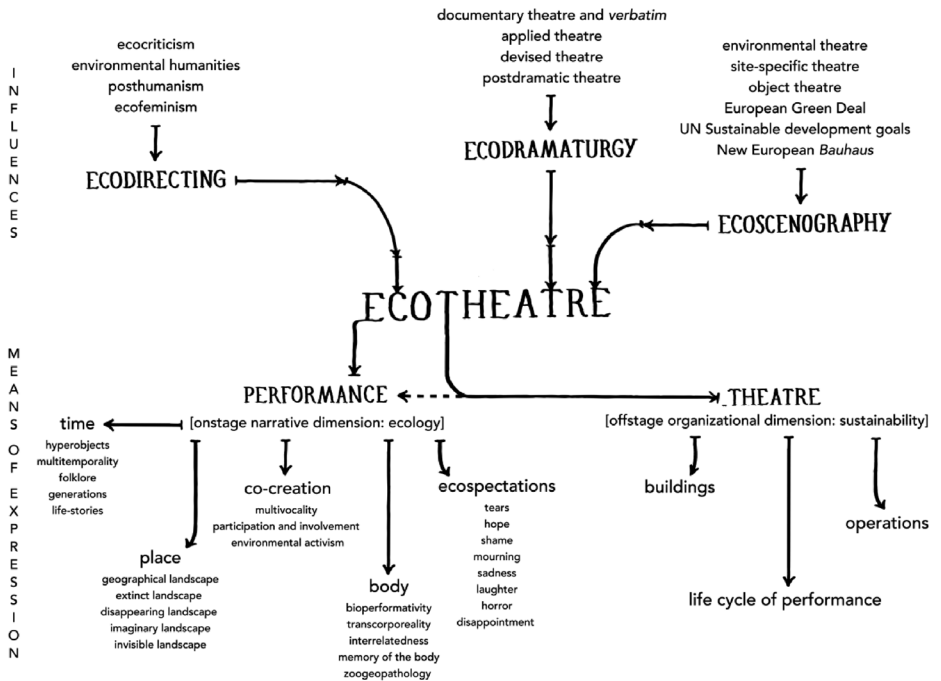 INFLUENCES
ecocriticism
environmental humanities
posthumanism
ecofeminism
ECODIRECTING
documentary theatre and verbatim
applied theatre
devised theatre
postdramatic theatre
ECODRAMATURGY
environmental theatre
site-specific theatre
object theatre
European Green Deal
UN Sustainable development goals
New European Bauhaus
ECOSCENOGRAPHY
ECOTHEATRE
MEANS OF EXPRESSION
PERFORMANCE
[onstage narrative dimension: ecology]
time
hyperobjects
multitemporality
folklore
generations
life-stories
place
geographical landscape
extinct landscape
disappearing landscape
imaginary landscape
invisible landscape
co-creation
multivocality
participation and involvement
environmental activism
body
bioperformativity
transcorporeality
interrelatedness
memory of the body
zoogeopathology
ecospectations
tears
hope
shame
mourning
sadness
laughter
horror
disappointment
THEATRE
[offstage organizational dimension: sustainability]
buildings
life cycle of performance
operations